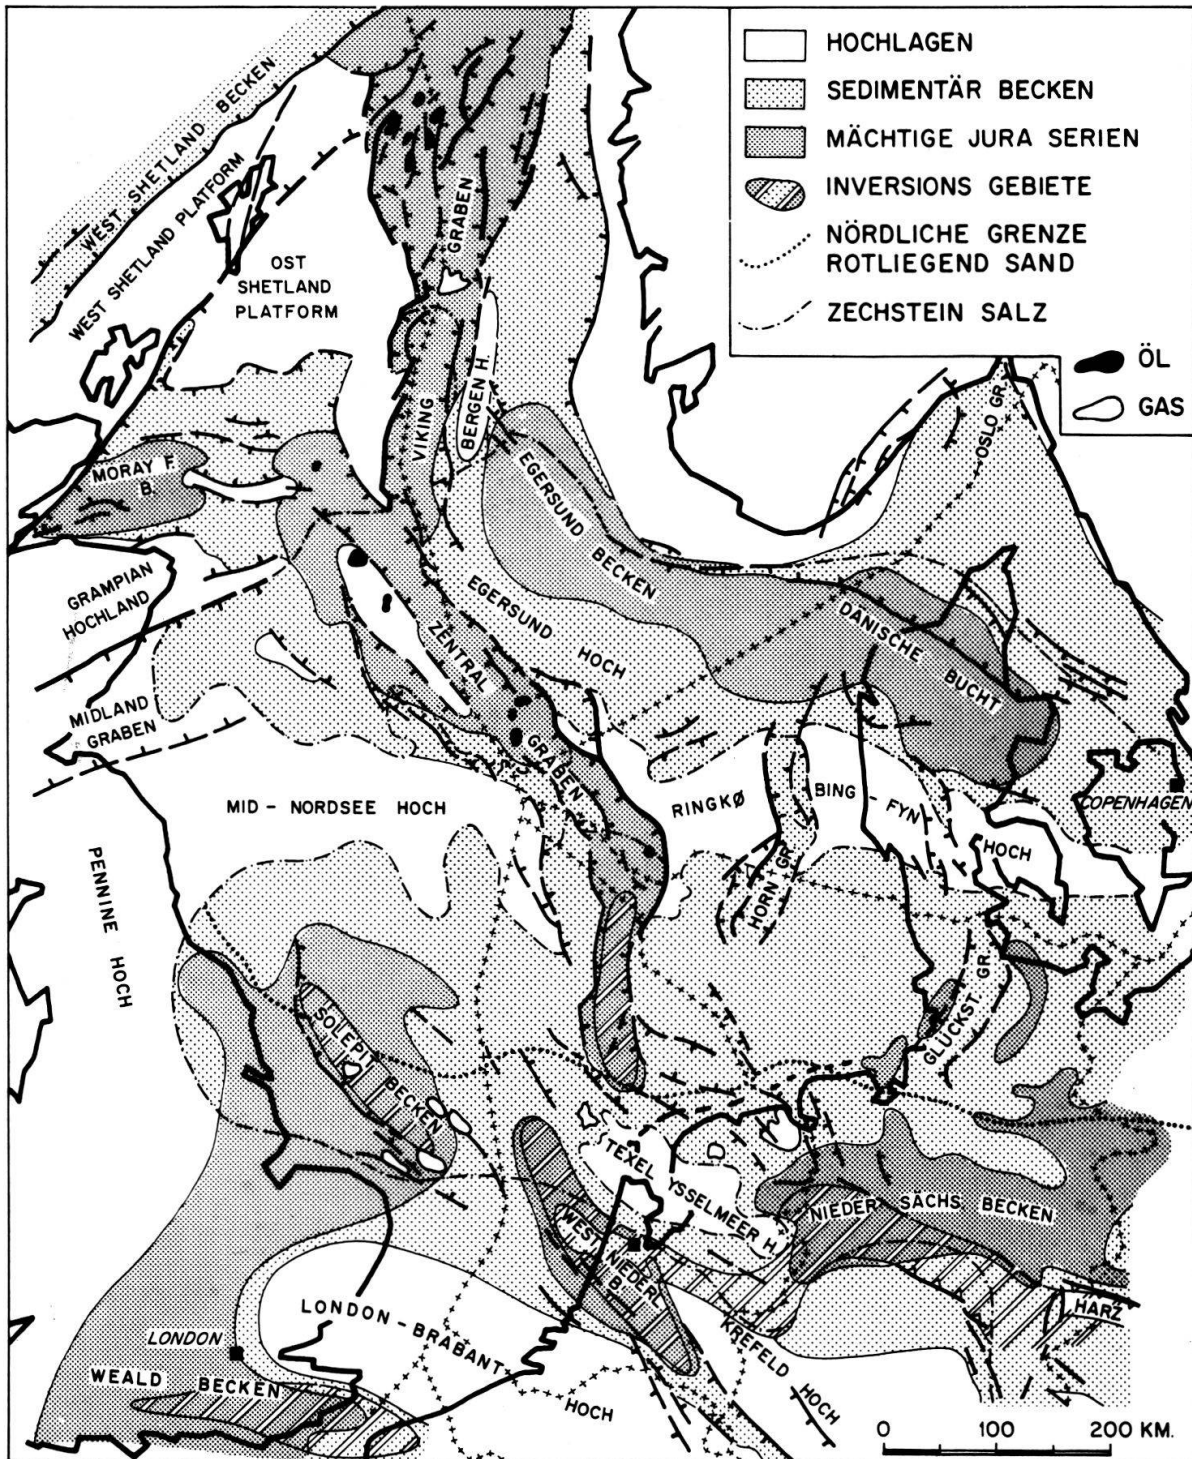 HOCHLAGEN
SEDIMENTÄR BECKEN
MÄCHTIGE JURA SERIEN
INVERSIONS GEBIETE
NÖRDLICHE GRENZE
ROTLIEGEND SAND
ZECHSTEIN SALZ
ÖL
GAS
WEST SHETLAND BECKEN
WEST SHETLAND PLATFORM
OST
SHETLAND
PLATFORM
VIKING
GRABEN
BERGEN H.
OSLO GR.
MORAY F.
B.
EGERSUND BECKEN
GRAMPIAN
HOCHLAND
EGERSUND HOCH
ZENTRAL
GRABEN
DÄNISCHE
BUCHT
MIDLAND
GRABEN
MID - NORDSEE HOCH
RINGKØ
BING - FYN
HOCH
COPENHAGEN
PENNINE HOCH
HORN GR.
GLÜCKST. GR.
SOLEPIT
BECKEN
TEXEL YSSELMEER H.
NIEDER SÄCHS BECKEN
WEST NIEDERL.
B.
HARZ
LONDON - BRABANT
HOCH
LONDON
WEALD BECKEN
KREFELD HOCH
0 100 200 KM.